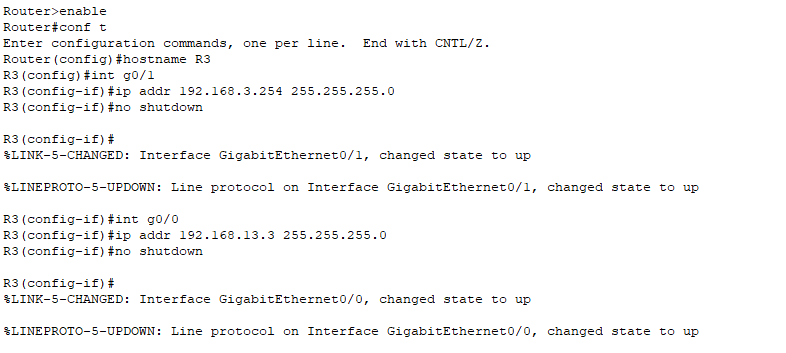 Router>enable
Router#conf t
Enter configuration commands, one per line.  End with CNTL/Z.
Router(config)#hostname R3
R3(config)#int g0/1
R3(config-if)#ip addr 192.168.3.254 255.255.255.0
R3(config-if)#no shutdown
R3(config-if)#
%LINK-5-CHANGED: Interface GigabitEthernet0/1, changed state to up
%LINEPROTO-5-UPDOWN: Line protocol on Interface GigabitEthernet0/1, changed state to up
R3(config-if)#int g0/0
R3(config-if)#ip addr 192.168.13.3 255.255.255.0
R3(config-if)#no shutdown
R3(config-if)#
%LINK-5-CHANGED: Interface GigabitEthernet0/0, changed state to up
%LINEPROTO-5-UPDOWN: Line protocol on Interface GigabitEthernet0/0, changed state to up